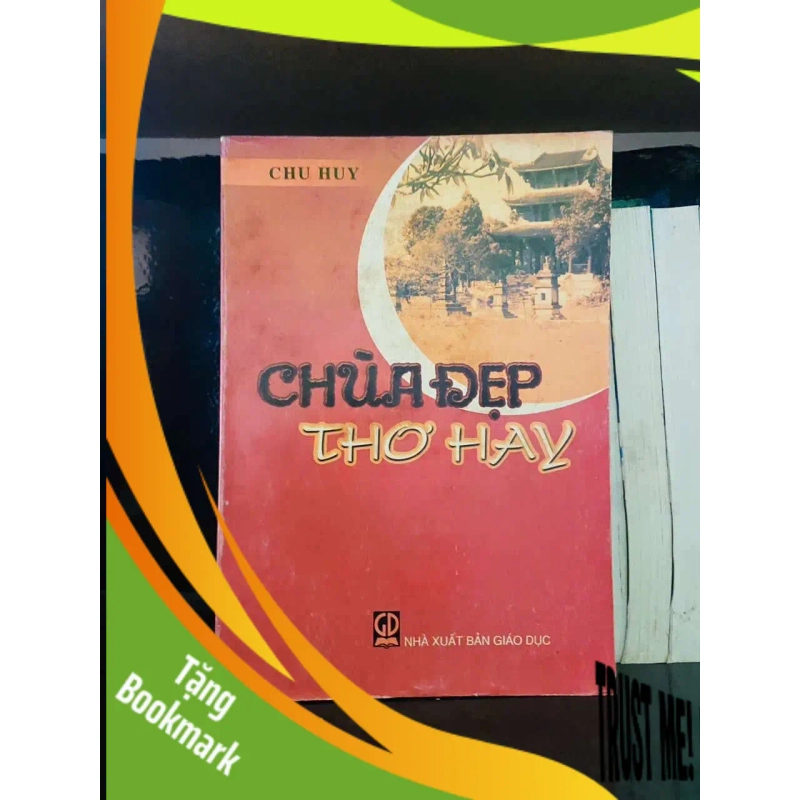 CHU HUY
CHÙA ĐẸP
THƠ HAY
GD
NHÀ XUẤT BẢN GIÁO DỤC
Tặng
Bookmark
TRUST ME!